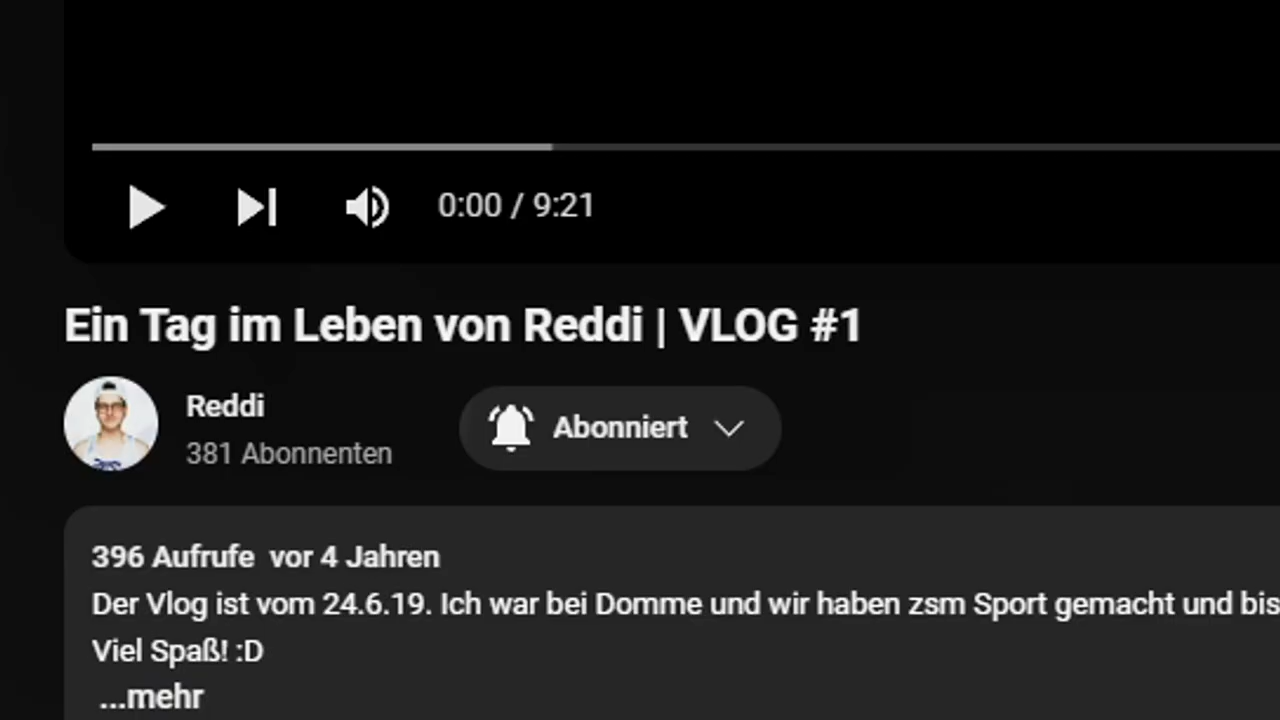 0:00 / 9:21
Ein Tag im Leben von Reddi | VLOG #1
Reddi
381 Abonnenten
Abonniert
396 Aufrufe vor 4 Jahren
Der Vlog ist vom 24.6.19. Ich war bei Domme und wir haben zsm Sport gemacht und bis
Viel Spaß! :D
...mehr